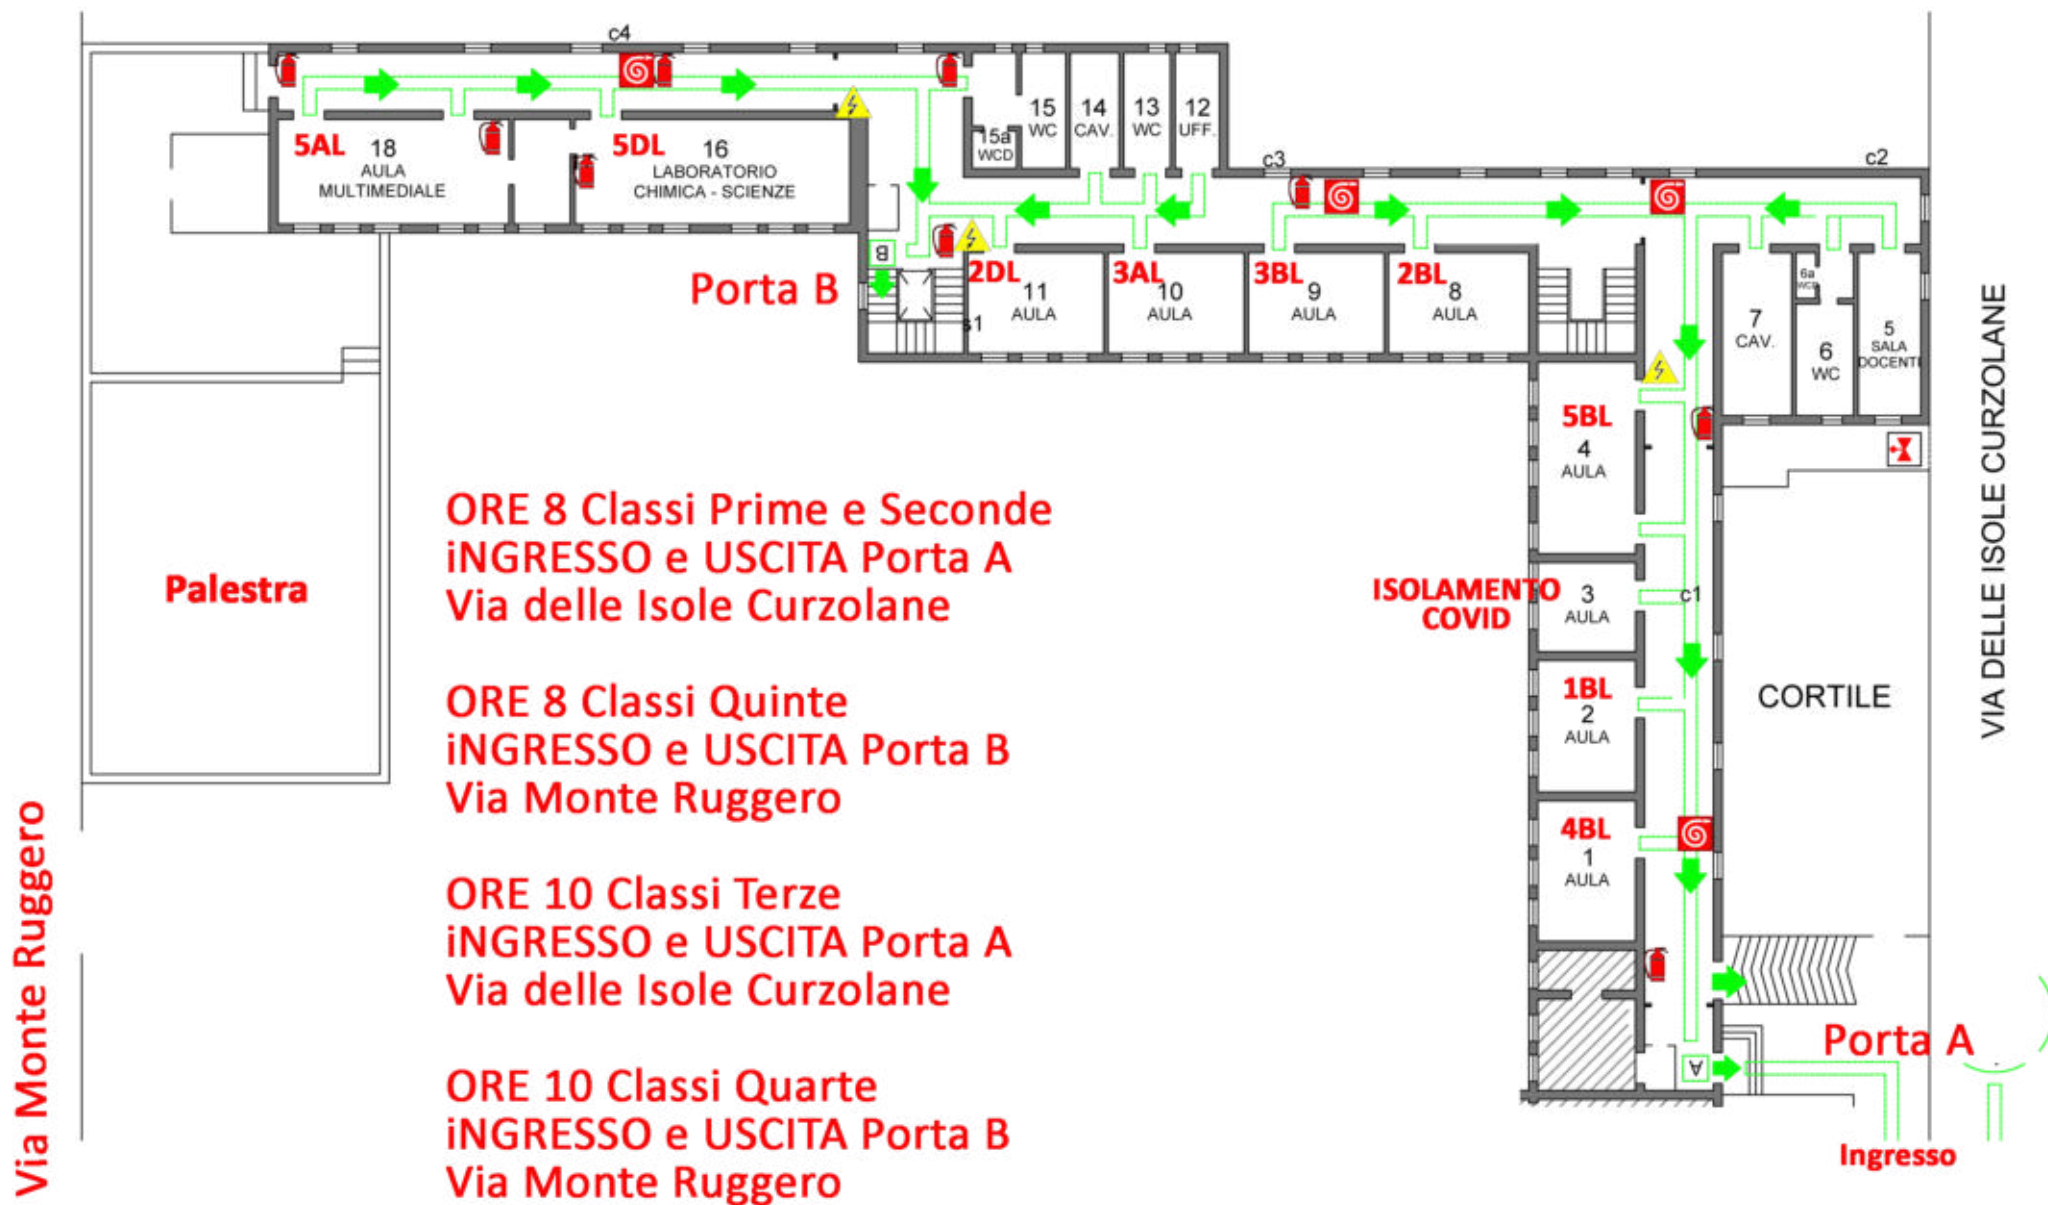 c4
5AL
18
AULA
MULTIMEDIALE
5DL
16
LABORATORIO
CHIMICA - SCIENZE
15a
WCD
15
WC
14
CAV.
13
WC
12
UFF.
c3
c2
B
Porta B
s1
2DL
11
AULA
3AL
10
AULA
3BL
9
AULA
2BL
8
AULA
7
CAV.
6a
WCD
6
WC
5
SALA
DOCENTI
VIA DELLE ISOLE CURZOLANE
5BL
4
AULA
ISOLAMENTO
COVID
3
AULA
c1
1BL
2
AULA
4BL
1
AULA
CORTILE
Palestra
Via Monte Ruggero
ORE 8 Classi Prime e Seconde
iNGRESSO e USCITA Porta A
Via delle Isole Curzolane
ORE 8 Classi Quinte
iNGRESSO e USCITA Porta B
Via Monte Ruggero
ORE 10 Classi Terze
iNGRESSO e USCITA Porta A
Via delle Isole Curzolane
ORE 10 Classi Quarte
iNGRESSO e USCITA Porta B
Via Monte Ruggero
A
Porta A
Ingresso